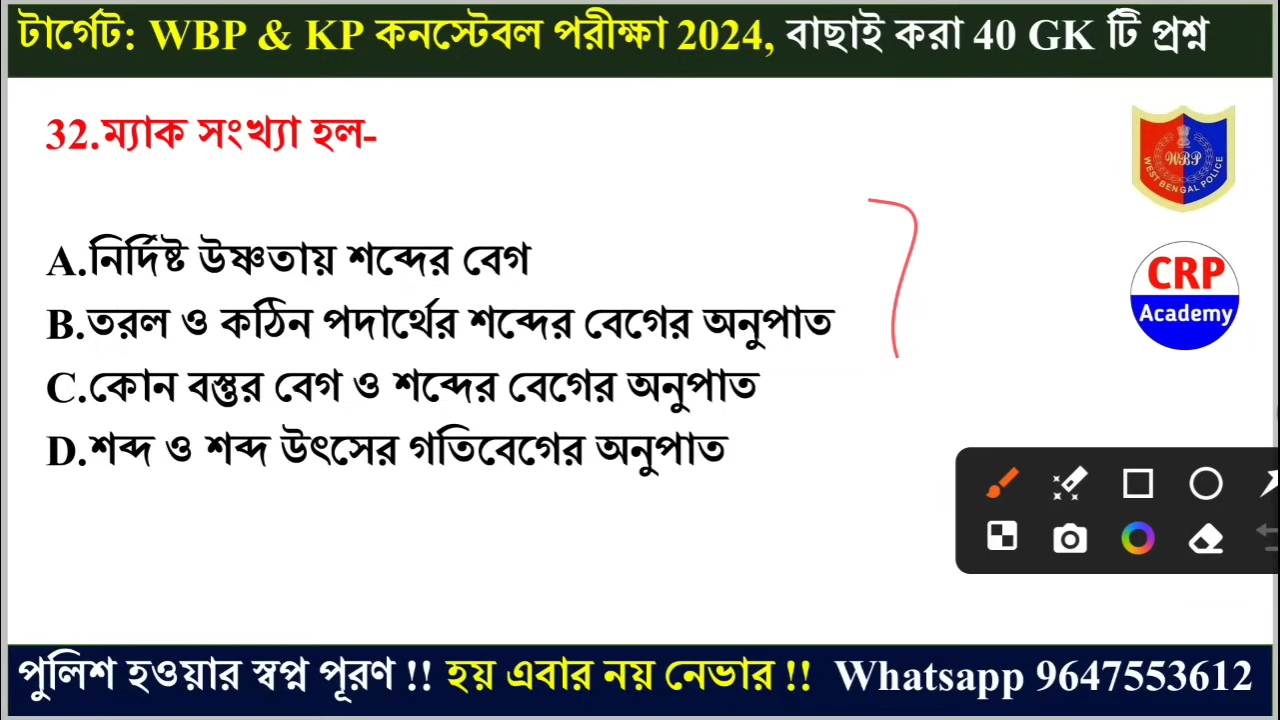 টার্গেট: WBP & KP কনস্টেবল পরীক্ষা 2024, বাছাই করা 40 GK টি প্রশ্ন
32.ম্যাক সংখ্যা হল-
A.নির্দিষ্ট উষ্ণতায় শব্দের বেগ
B.তরল ও কঠিন পদার্থের শব্দের বেগের অনুপাত
C.কোন বস্তুর বেগ ও শব্দের বেগের অনুপাত
D.শব্দ ও শব্দ উৎসের গতিবেগের অনুপাত
WBP
WEST BENGAL POLICE
CRP
Academy
পুলিশ হওয়ার স্বপ্ন পূরণ !! হয় এবার নয় নেভার !! Whatsapp 9647553612